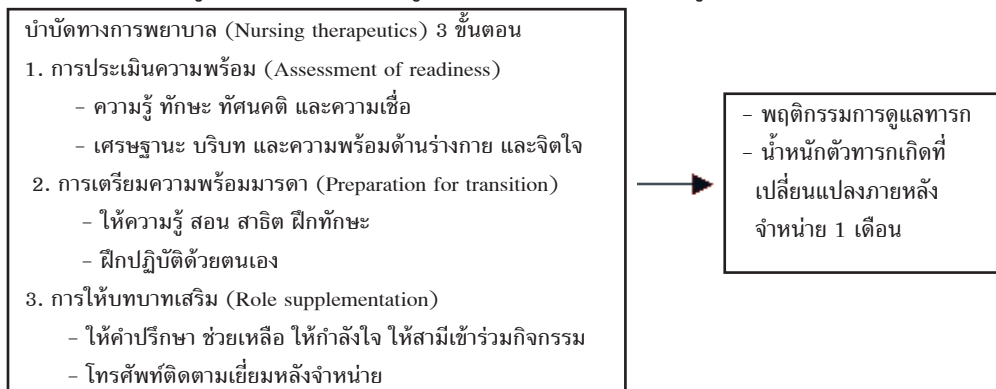 บำบัดทางการพยาบาล (Nursing therapeutics) 3 ขั้นตอน
1. การประเมินความพร้อม (Assessment of readiness)
- ความรู้ ทักษะ ทัศนคติ และความเชื่อ
- เศรษฐานะ บริบท และความพร้อมด้านร่างกาย และจิตใจ
2. การเตรียมความพร้อมมารดา (Preparation for transition)
- ให้ความรู้ สอน สาธิต ฝึกทักษะ
- ฝึกปฏิบัติด้วยตนเอง
3. การให้บทบาทเสริม (Role supplementation)
- ให้คำปรึกษา ช่วยเหลือ ให้กำลังใจ ให้สามีเข้าร่วมกิจกรรม
- โทรศัพท์ติดตามเยี่ยมหลังจำหน่าย
- พฤติกรรมการดูแลทารก
- น้ำหนักตัวทารกเกิดที่
เปลี่ยนแปลงภายหลัง
จำหน่าย 1 เดือน